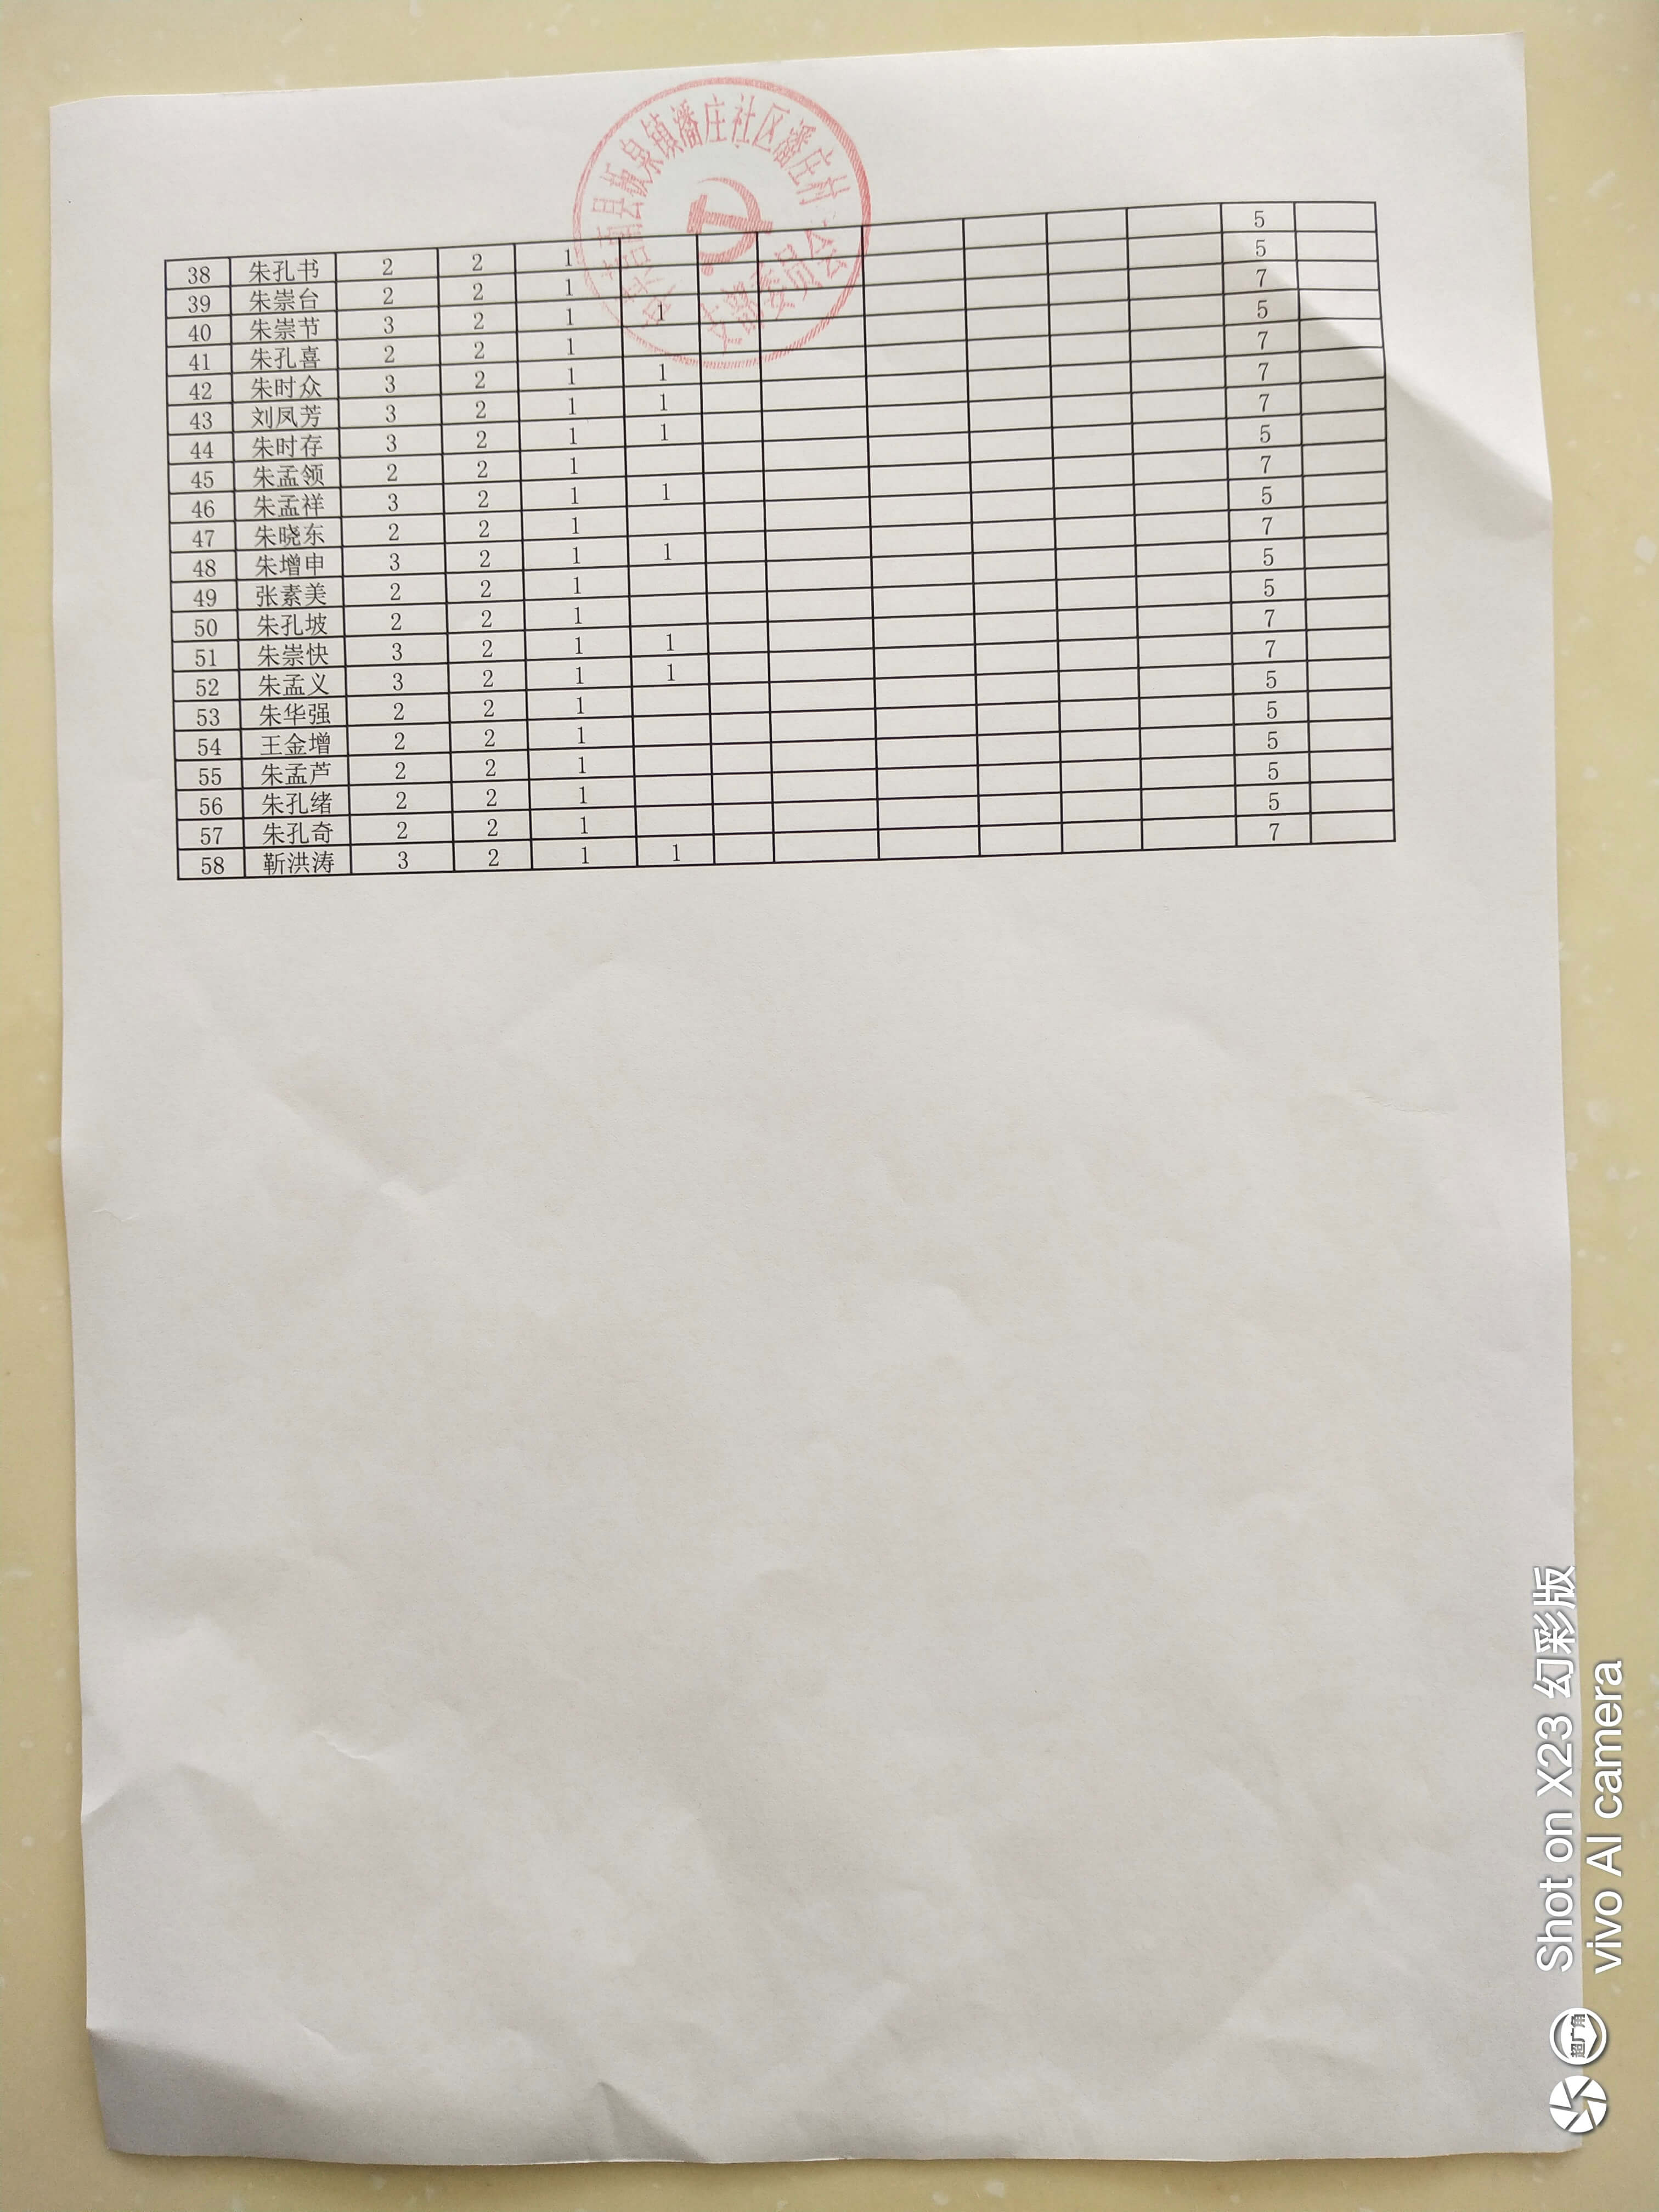 中共莒南县板泉镇潘庄社区潘庄村
支部委员会
38 朱孔书 2 2 1 5
39 朱崇台 2 2 1 5
40 朱崇节 3 2 1 1 7
41 朱孔喜 2 2 1 5
42 朱时众 3 2 1 1 7
43 刘凤芳 3 2 1 1 7
44 朱时存 3 2 1 1 7
45 朱孟领 2 2 1 5
46 朱孟祥 3 2 1 1 7
47 朱晓东 2 2 1 5
48 朱增申 3 2 1 1 7
49 张素美 2 2 1 5
50 朱孔坡 2 2 1 5
51 朱崇快 3 2 1 1 7
52 朱孟义 3 2 1 1 7
53 朱华强 2 2 1 5
54 王金增 2 2 1 5
55 朱孟芦 2 2 1 5
56 朱孔绪 2 2 1 5
57 朱孔奇 2 2 1 5
58 靳洪涛 3 2 1 1 7
超广角
Shot on X23 幻彩版
vivo AI camera